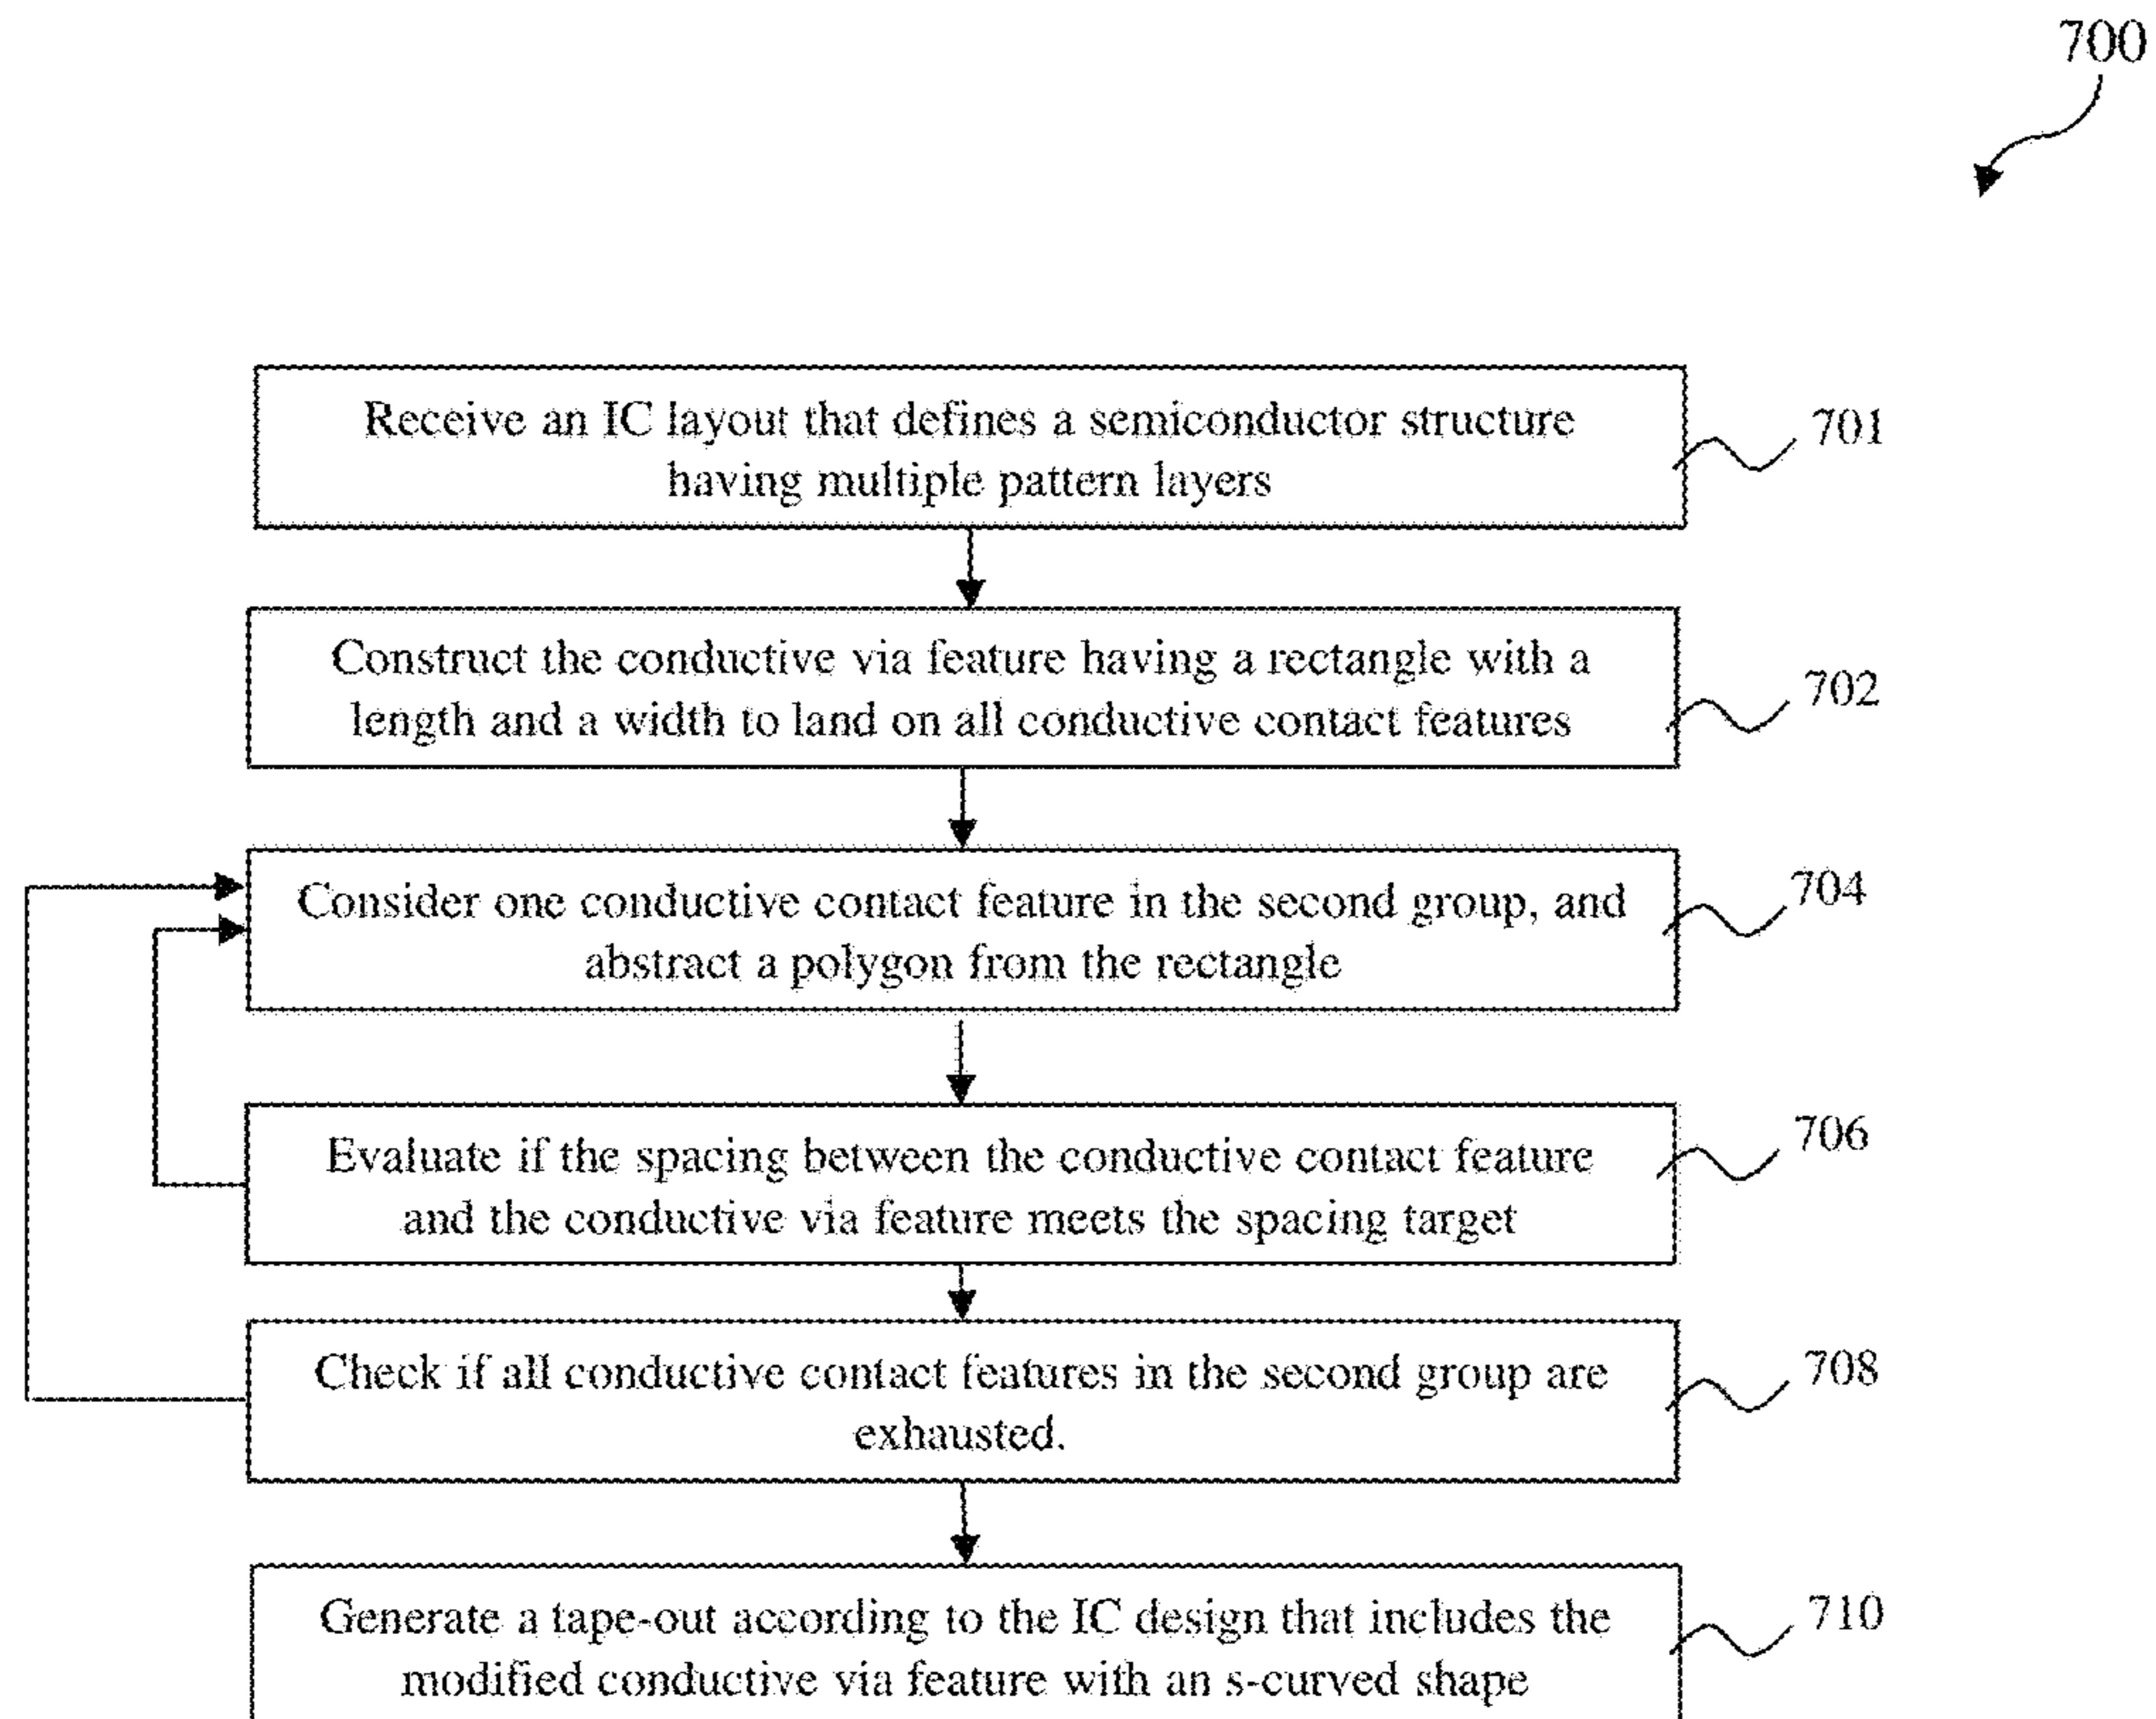 700
Receive an IC layout that defines a semiconductor structure
having multiple pattern layers
701
Construct the conductive via feature having a rectangle with a
length and a width to land on all conductive contact features
702
Consider one conductive contact feature in the second group, and
abstract a polygon from the rectangle
704
Evaluate if the spacing between the conductive contact feature
and the conductive via feature meets the spacing target
706
Check if all conductive contact features in the second group are
exhausted.
708
Generate a tape-out according to the IC design that includes the
modified conductive via feature with an s-curved shape
710